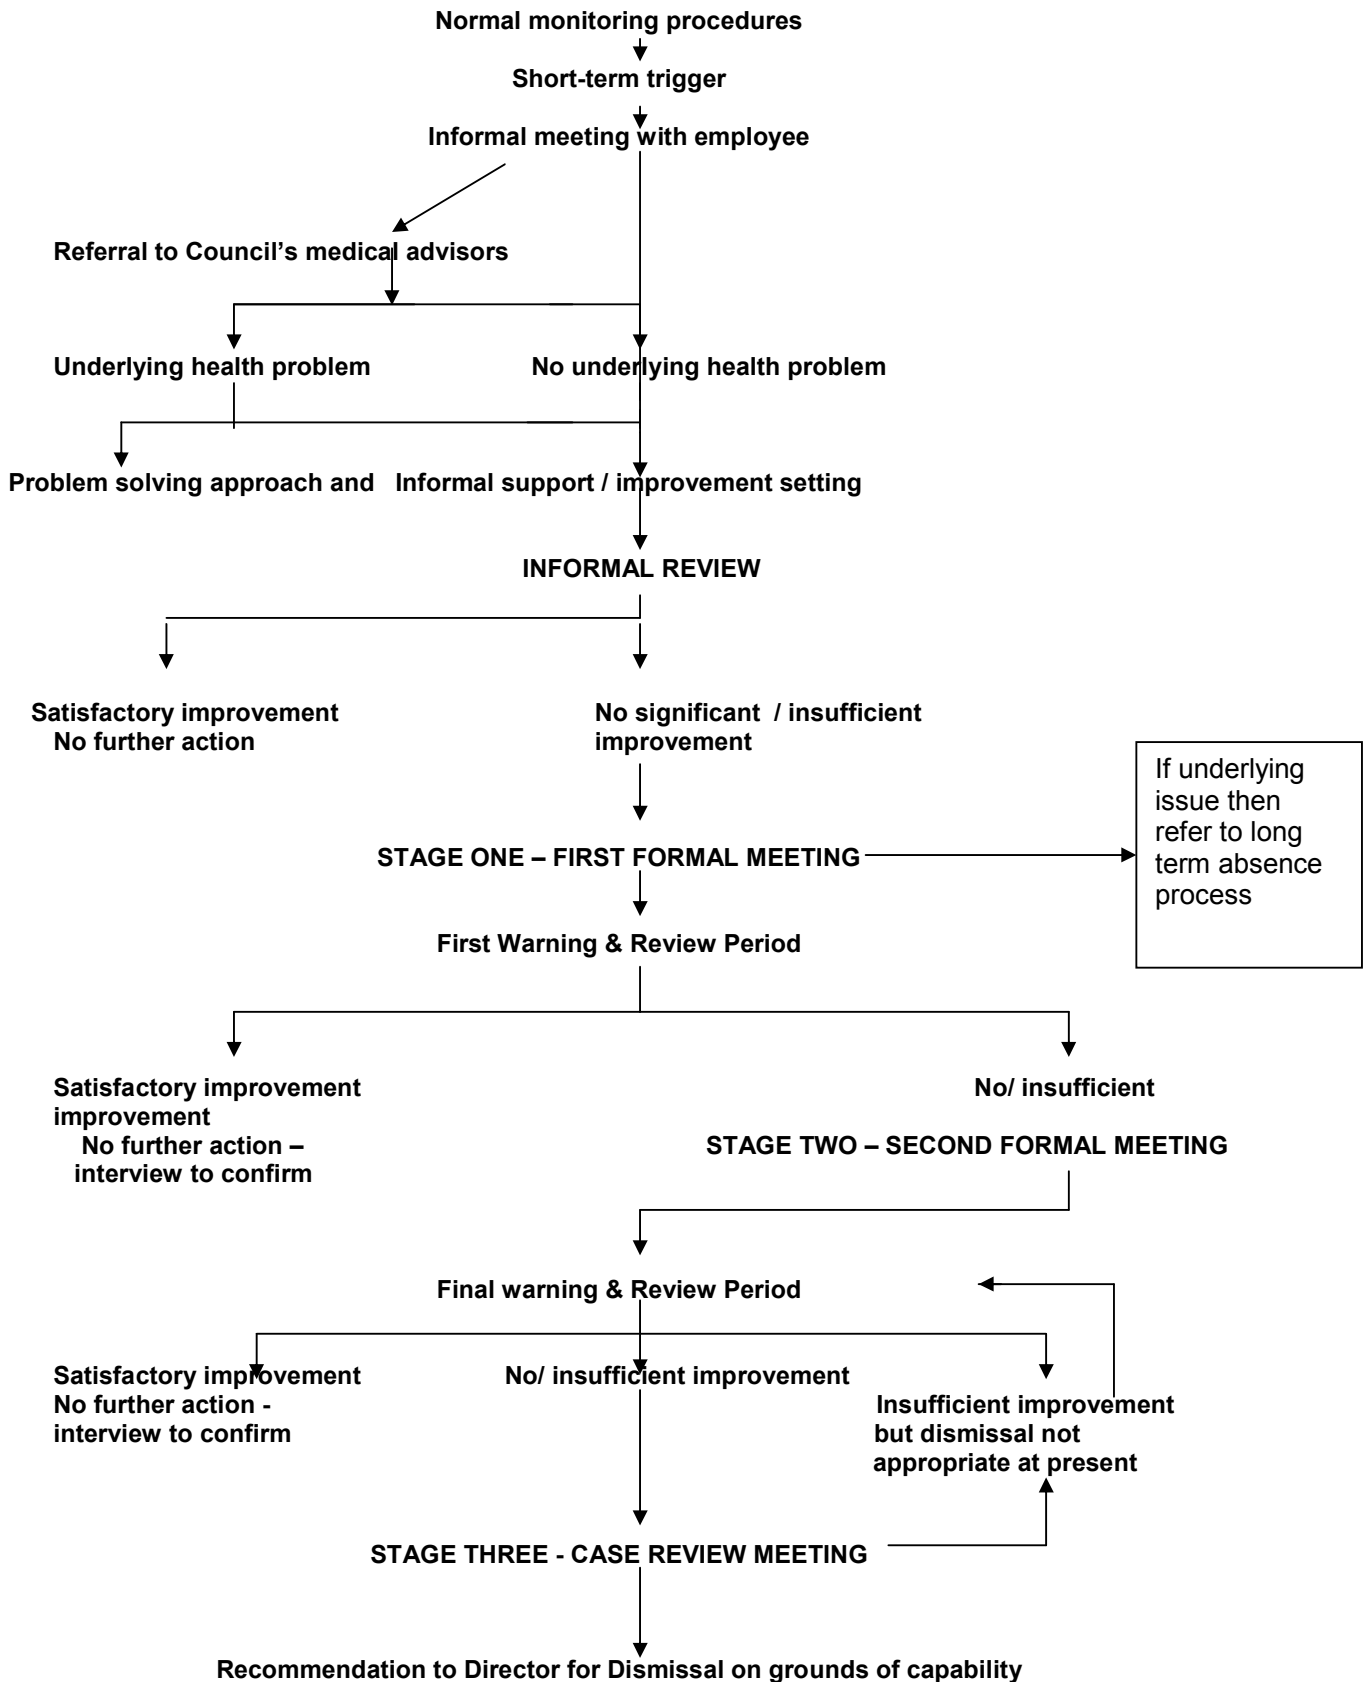 Normal monitoring procedures
Short-term trigger
Informal meeting with employee
Referral to Council’s medical advisors
Underlying health problem No underlying health problem
Problem solving approach and Informal support / improvement setting
INFORMAL REVIEW
Satisfactory improvement
No further action
No significant / insufficient
improvement
If underlying
issue then
refer to long
term absence
process
STAGE ONE – FIRST FORMAL MEETING
First Warning & Review Period
Satisfactory improvement
improvement
No further action –
interview to confirm
No/ insufficient
STAGE TWO – SECOND FORMAL MEETING
Final warning & Review Period
Satisfactory improvement
No further action -
interview to confirm
No/ insufficient improvement
Insufficient improvement
but dismissal not
appropriate at present
STAGE THREE - CASE REVIEW MEETING
Recommendation to Director for Dismissal on grounds of capability